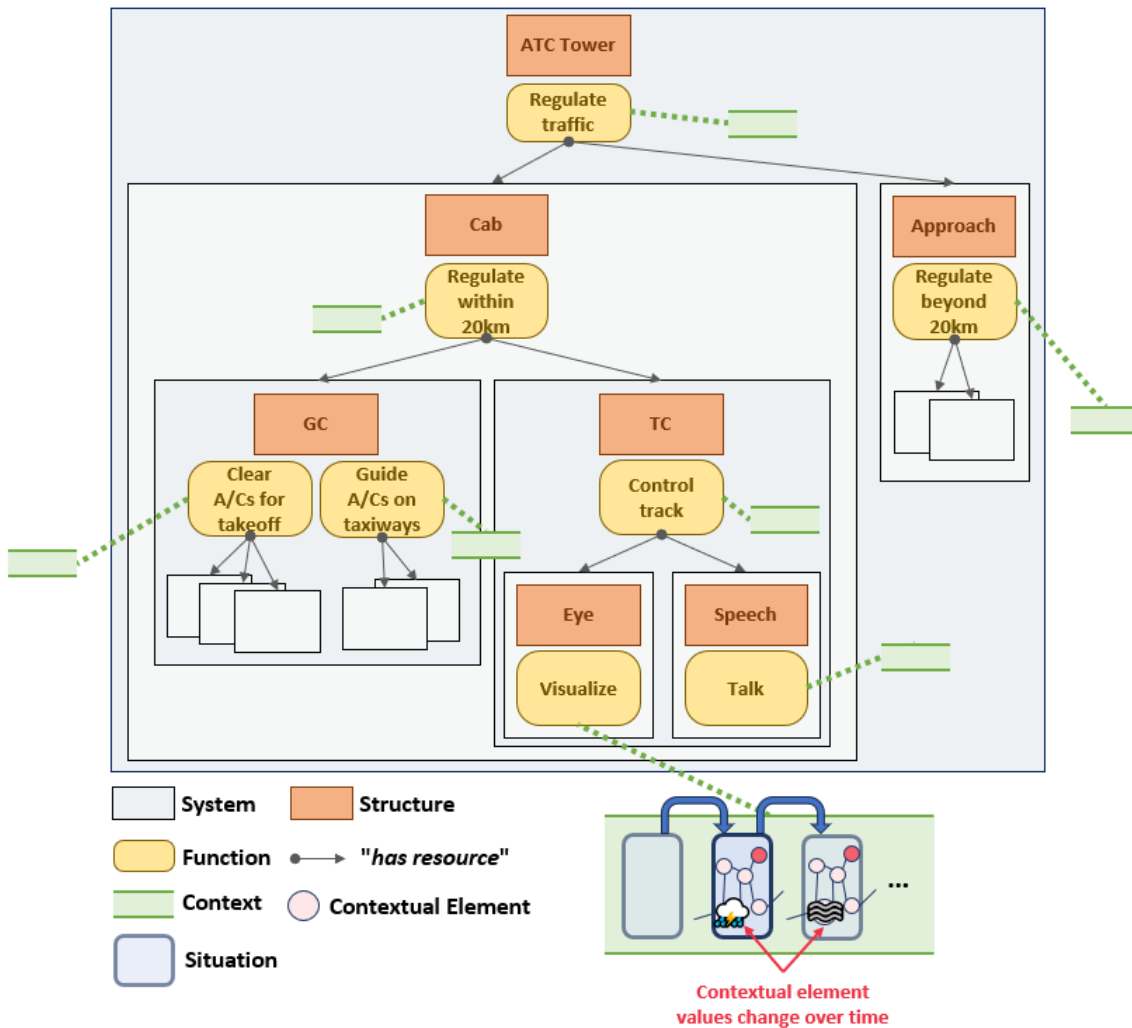 ATC Tower
Regulate
traffic
Cab
Regulate
within
20km
Approach
Regulate
beyond
20km
GC
Clear
A/Cs for
takeoff
Guide
A/Cs on
taxiways
TC
Control
track
Eye
Visualize
Speech
Talk
System
Structure
Function
"has resource"
Context
Contextual Element
Situation
...
Contextual element
values change over time